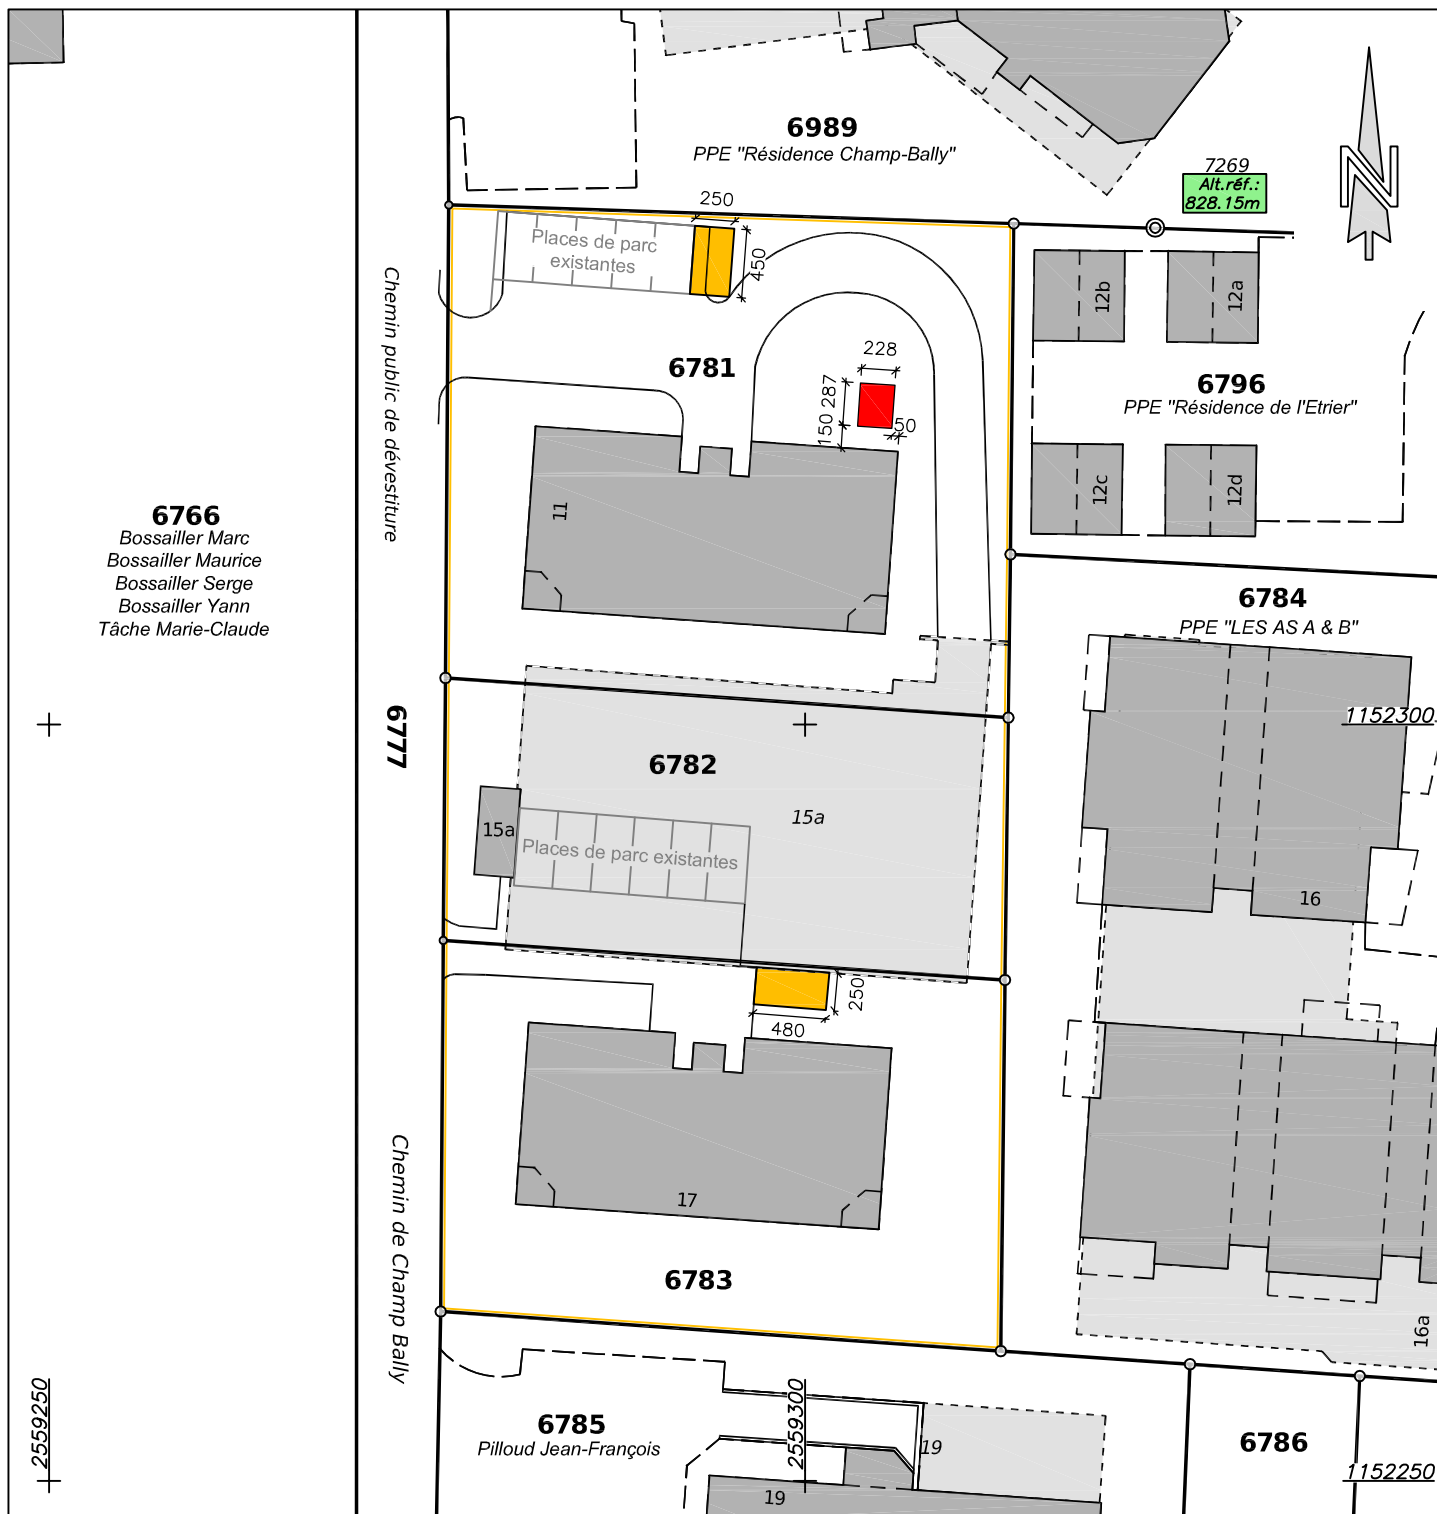 6989
PPE "Résidence Champ-Bally"
7269
Alt.réf.:
828.15m
250
Places de parc
existantes
450
Chemin public de dévestiture
12b
12a
6781
228
287
150
50
6796
PPE "Résidence de l'Etrier"
12c
12d
11
6766
Bossailler Marc
Bossailler Maurice
Bossailler Serge
Bossailler Yann
Tâche Marie-Claude
6784
PPE "LES AS A & B"
6777
1152300
6782
15a
15a
Places de parc existantes
16
250
480
17
Chemin de Champ Bally
6783
16a
2559250
2559300
6785
Pilloud Jean-François
19
6786
1152250
19